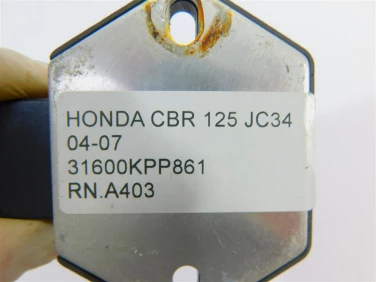 HONDA CBR 125 JC34
04-07
31600KPP861
RN.A403